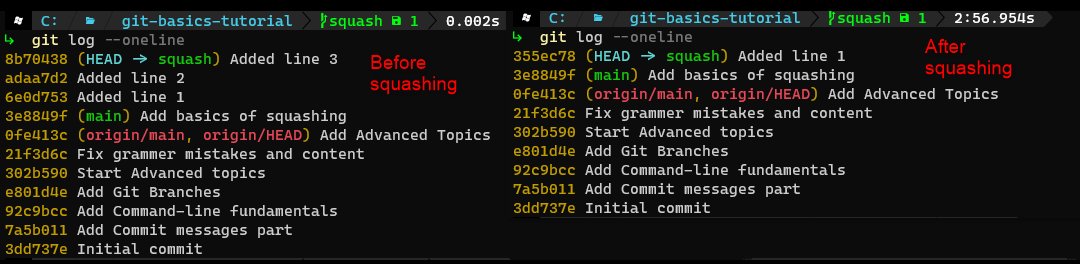 C: git-basics-tutorial squash 1 0.002s
git log --oneline
8b70438 (HEAD -> squash) Added line 3
adaa7d2 Added line 2
6e0d753 Added line 1
3e8849f (main) Add basics of squashing
0fe413c (origin/main, origin/HEAD) Add Advanced Topics
21f3d6c Fix grammer mistakes and content
302b590 Start Advanced topics
e801d4e Add Git Branches
92c9bcc Add Command-line fundamentals
7a5b011 Add Commit messages part
3dd737e Initial commit
Before
squashing
C: git-basics-tutorial squash 1 2:56.954s
git log --oneline
355ec78 (HEAD -> squash) Added line 1
3e8849f (main) Add basics of squashing
0fe413c (origin/main, origin/HEAD) Add Advanced Topics
21f3d6c Fix grammer mistakes and content
302b590 Start Advanced topics
e801d4e Add Git Branches
92c9bcc Add Command-line fundamentals
7a5b011 Add Commit messages part
3dd737e Initial commit
After
squashing